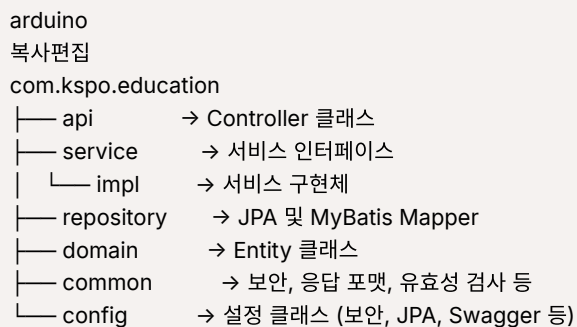 arduino
복사편집
com.kspo.education
├── api → Controller 클래스
├── service → 서비스 인터페이스
│ └── impl → 서비스 구현체
├── repository → JPA 및 MyBatis Mapper
├── domain → Entity 클래스
├── common → 보안, 응답 포맷, 유효성 검사 등
└── config → 설정 클래스 (보안, JPA, Swagger 등)